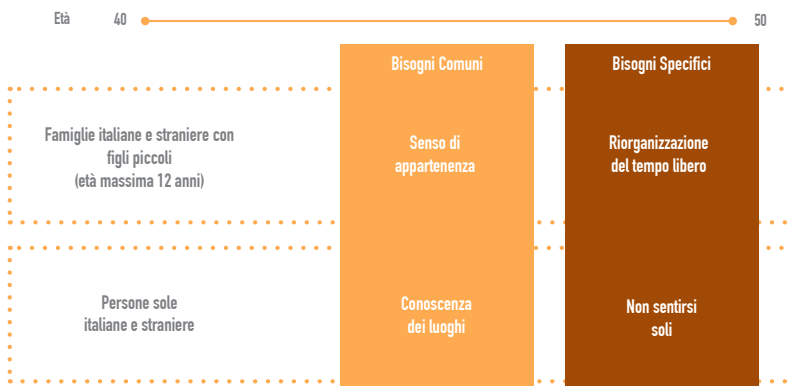 Età 40 50
Bisogni Comuni
Bisogni Specifici
Famiglie italiane e straniere con
figli piccoli
(età massima 12 anni)
Senso di
appartenenza
Riorganizzazione
del tempo libero
Persone sole
italiane e straniere
Conoscenza
dei luoghi
Non sentirsi
soli